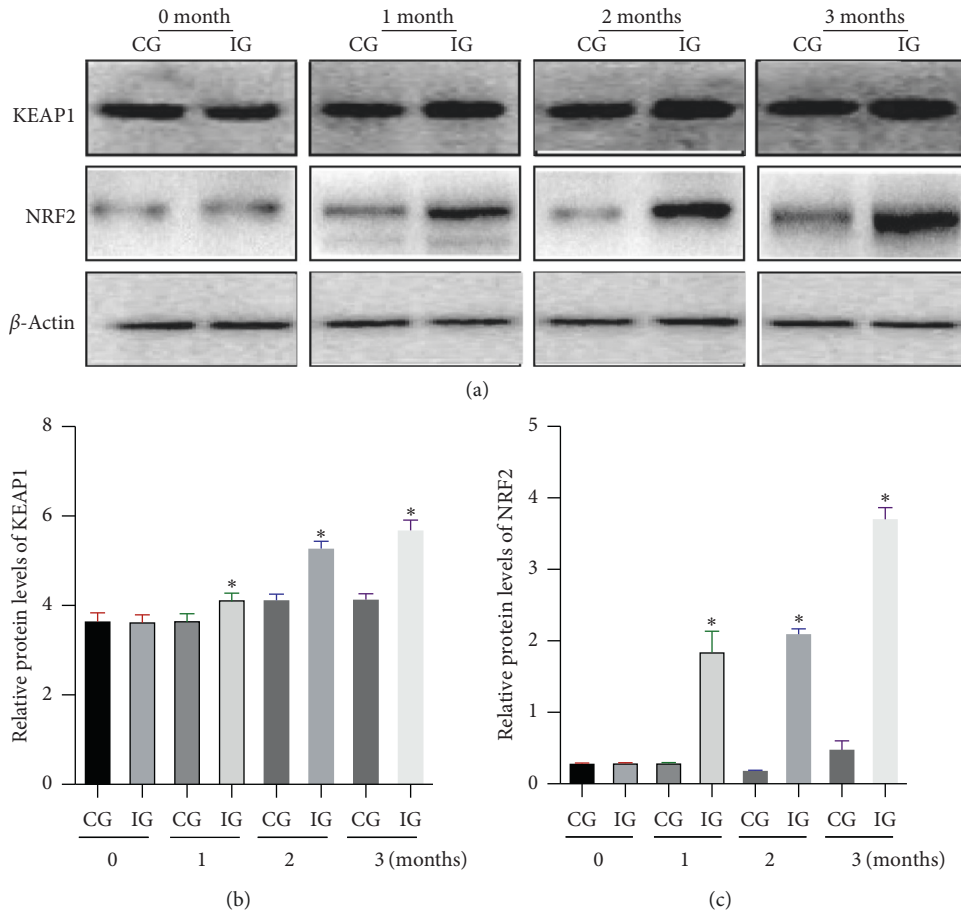 0 month 1 month 2 months 3 months
CG IG CG IG CG IG CG IG
KEAP1
NRF2
β-Actin
(a)
Relative protein levels of KEAP1
8
6
4
2
0
* * *
CG IG CG IG CG IG CG IG
0 1 2 3 (months)
(b)
Relative protein levels of NRF2
5
4
3
2
1
0
* * *
CG IG CG IG CG IG CG IG
0 1 2 3 (months)
(c)